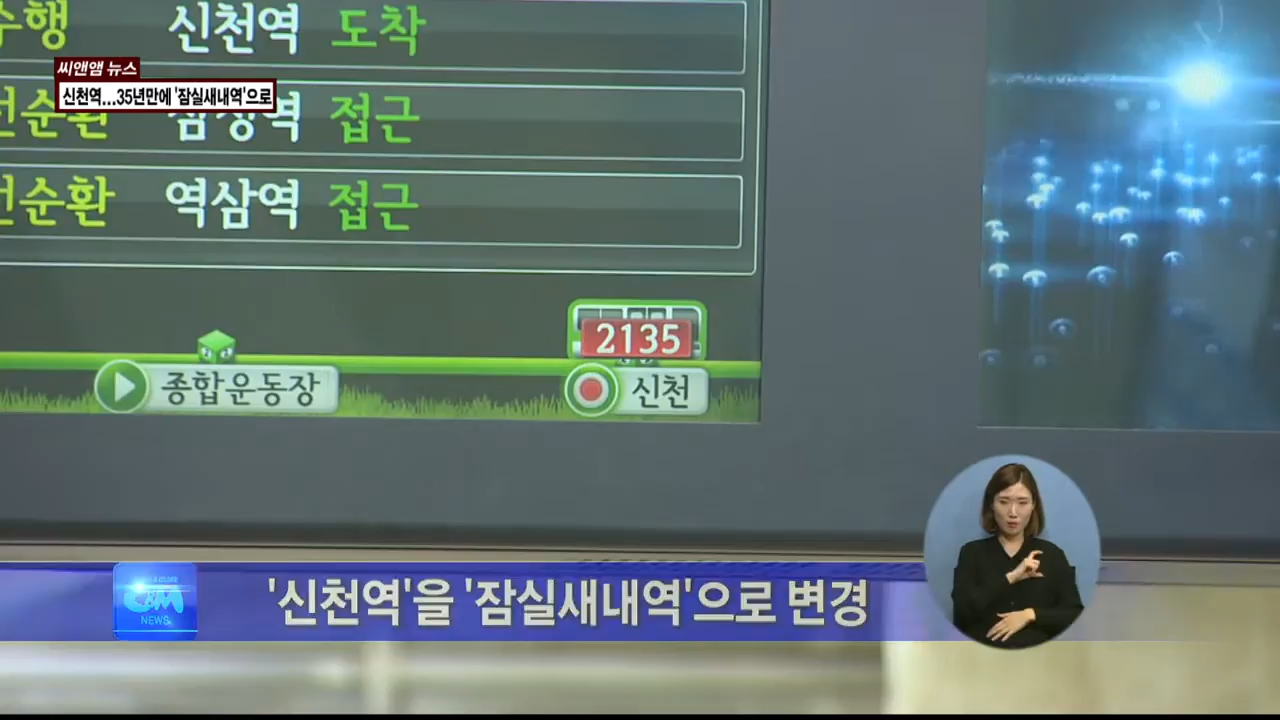 수행 신천역 도착
씨앤앰 뉴스
신천역...35년만에 '잠실새내역'으로
선순환 삼성역 접근
선순환 역삼역 접근
2135
종합운동장
신천
C&M
NEWS
'신천역'을 '잠실새내역'으로 변경